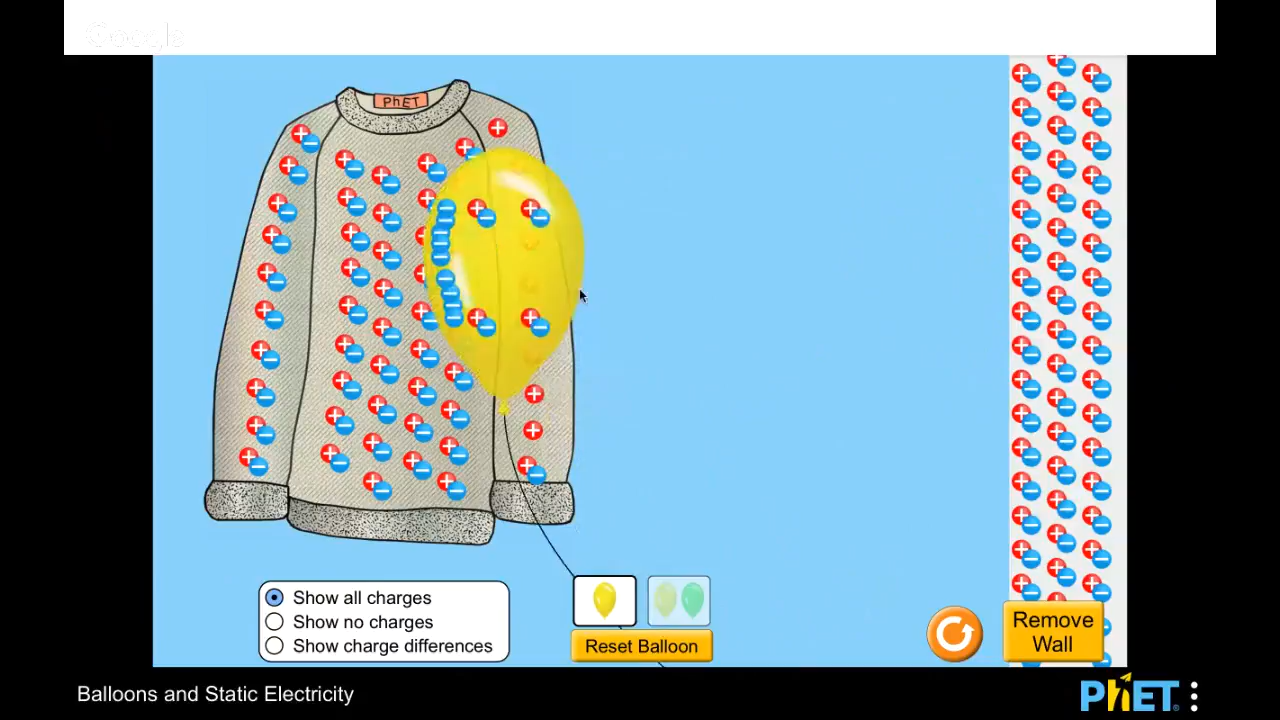 Google
PhET
Show all charges
Show no charges
Show charge differences
Reset Balloon
Remove
Wall
Balloons and Static Electricity
PhET